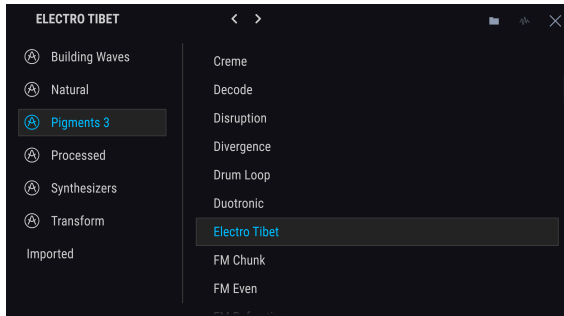 ELECTRO TIBET
Building Waves
Natural
Pigments 3
Processed
Synthesizers
Transform
Imported
Creme
Decode
Disruption
Divergence
Drum Loop
Duotronic
Electro Tibet
FM Chunk
FM Even